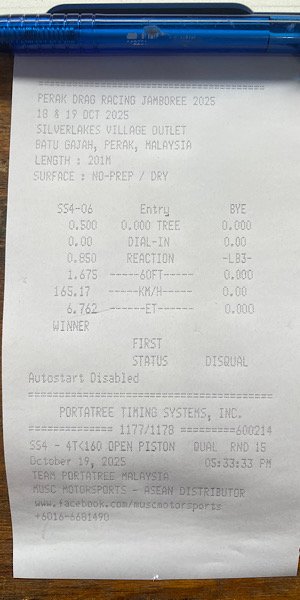 ==========================================
PERAK DRAG RACING JAMBOREE 2025
18 & 19 OCT 2025
SILVERLAKES VILLAGE OUTLET
BATU GAJAH, PERAK, MALAYSIA
LENGTH : 201M
SURFACE : NO-PREP / DRY
SS4-06 Entry BYE
0.500 0.000 TREE 0.000
0.00 DIAL-IN 0.00
0.850 REACTION -LB3-
1.675 -----60FT----- 0.000
165.17 -----KM/H----- 0.00
6.762 ------ET------ 0.000
WINNER
FIRST
STATUS DISQUAL
Autostart Disabled
==========================================
PORTATREE TIMING SYSTEMS, INC.
============= 1177/1178 =========600214
SS4 - 4T<160 OPEN PISTON QUAL RND 15
October 19, 2025 05:33:33 PM
TEAM PORTATREE MALAYSIA
MUSC MOTORSPORTS - ASEAN DISTRIBUTOR
www.facebook.com/muscmotorsports
+6016-6681490